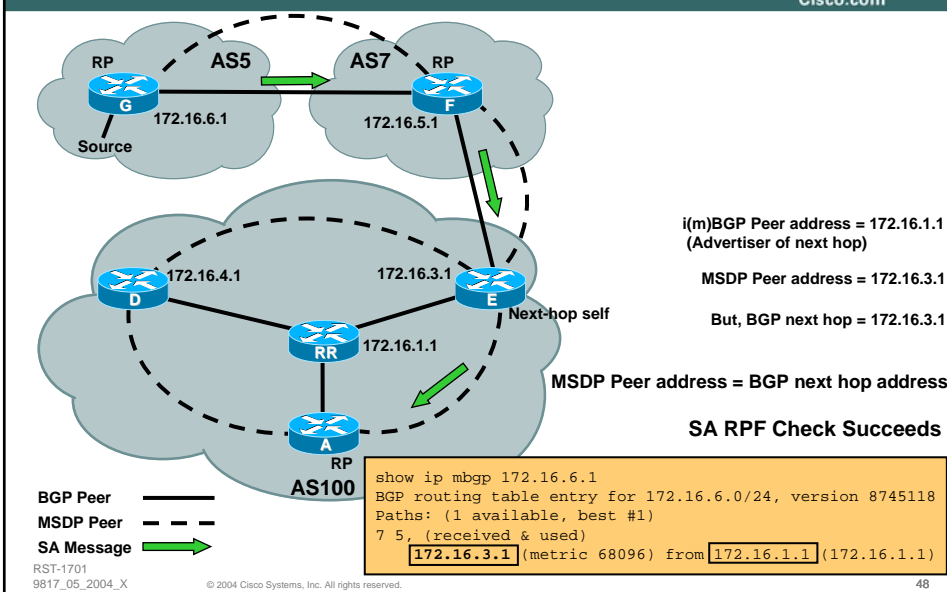 Cisco.com
RP
AS5
AS7
RP
G
F
172.16.6.1
172.16.5.1
Source
172.16.4.1
172.16.3.1
D
E
Next-hop self
RR
172.16.1.1
A
RP
AS100
i(m)BGP Peer address = 172.16.1.1
(Advertiser of next hop)
MSDP Peer address = 172.16.3.1
But, BGP next hop = 172.16.3.1
MSDP Peer address = BGP next hop address
SA RPF Check Succeeds
show ip mbgp 172.16.6.1
BGP routing table entry for 172.16.6.0/24, version 8745118
Paths: (1 available, best #1)
7 5, (received & used)
172.16.3.1 (metric 68096) from 172.16.1.1 (172.16.1.1)
BGP Peer
MSDP Peer
SA Message
RST-1701
9817_05_2004_X
© 2004 Cisco Systems, Inc. All rights reserved.
48